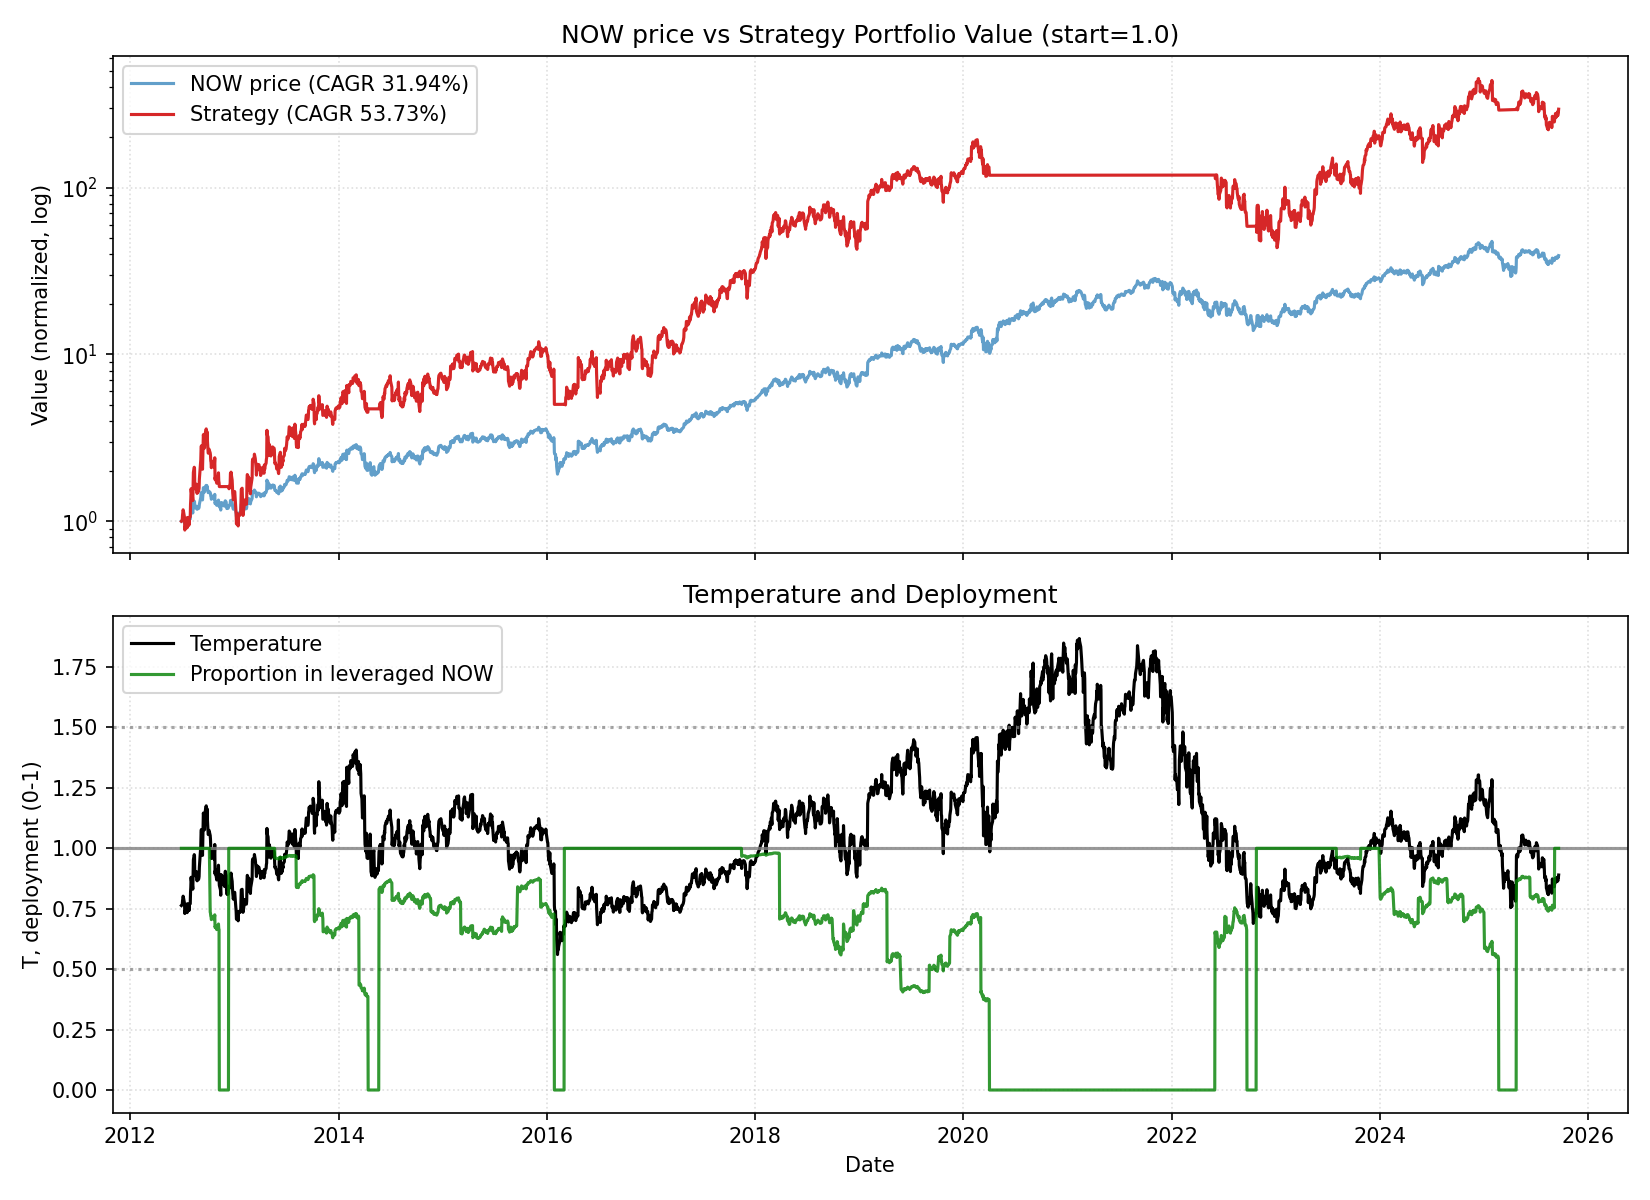 NOW price vs Strategy Portfolio Value (start=1.0)
NOW price (CAGR 31.94%)
Strategy (CAGR 53.73%)
Value (normalized, log)
10²
10¹
10⁰
Temperature and Deployment
Temperature
Proportion in leveraged NOW
T, deployment (0-1)
1.75
1.50
1.25
1.00
0.75
0.50
0.25
0.00
2012 2014 2016 2018 2020 2022 2024 2026
Date